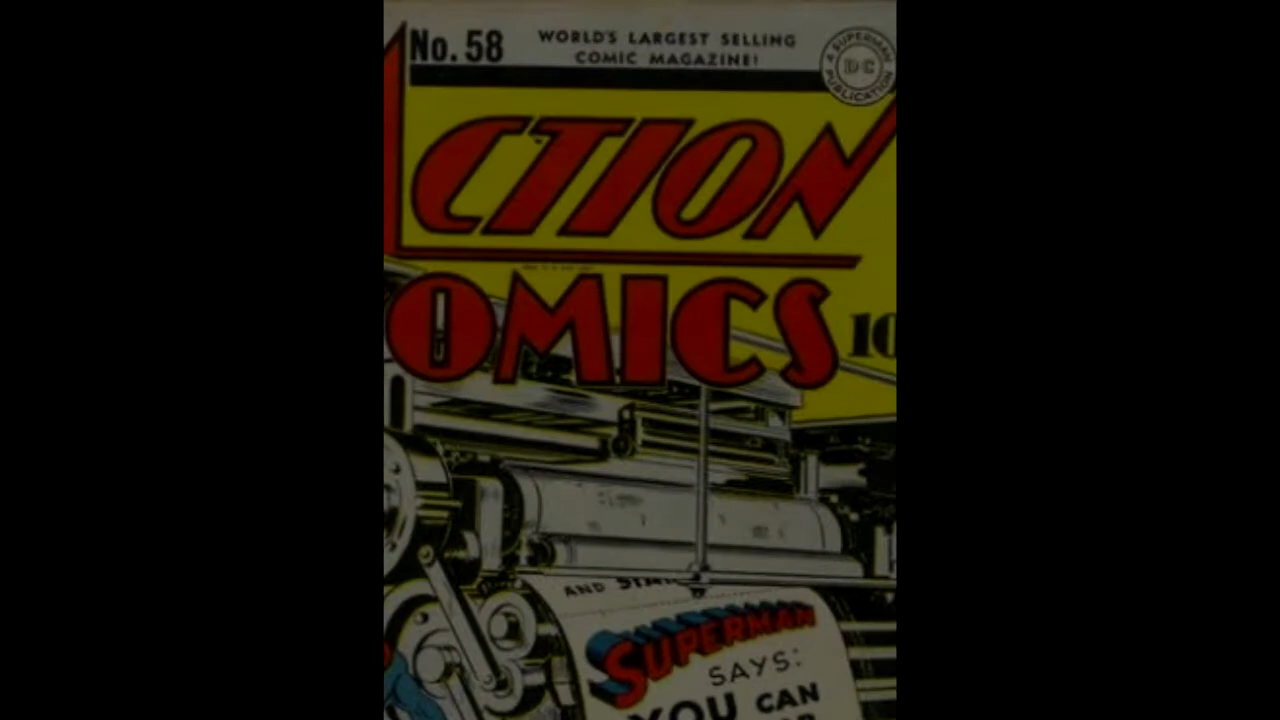 No. 58
WORLD'S LARGEST SELLING
COMIC MAGAZINE!
A SUPERMAN
DC
PUBLICATION
CTION
OMICS
10
AND
SUPERMAN
SAYS:
YOU CAN